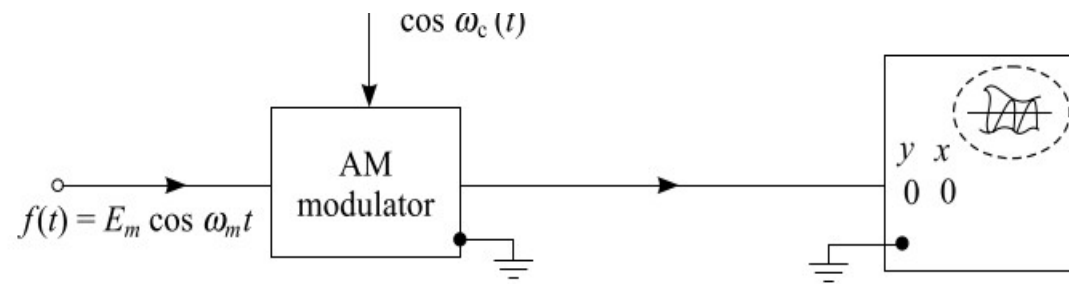 cos ω_c (t)
AM
modulator
f(t) = E_m cos ω_m t
y x
0 0